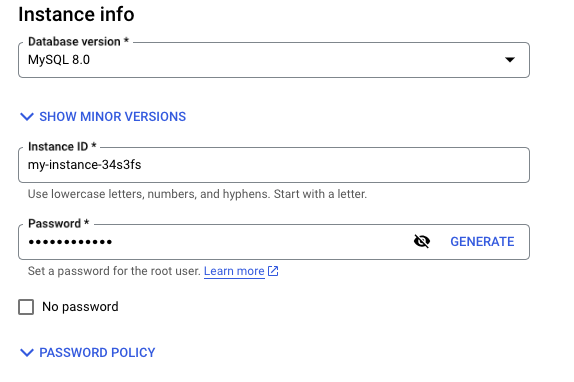 Instance info
Database version *
MySQL 8.0
SHOW MINOR VERSIONS
Instance ID *
my-instance-34s3fs
Use lowercase letters, numbers, and hyphens. Start with a letter.
Password *
••••••••••••
GENERATE
Set a password for the root user. Learn more
No password
PASSWORD POLICY